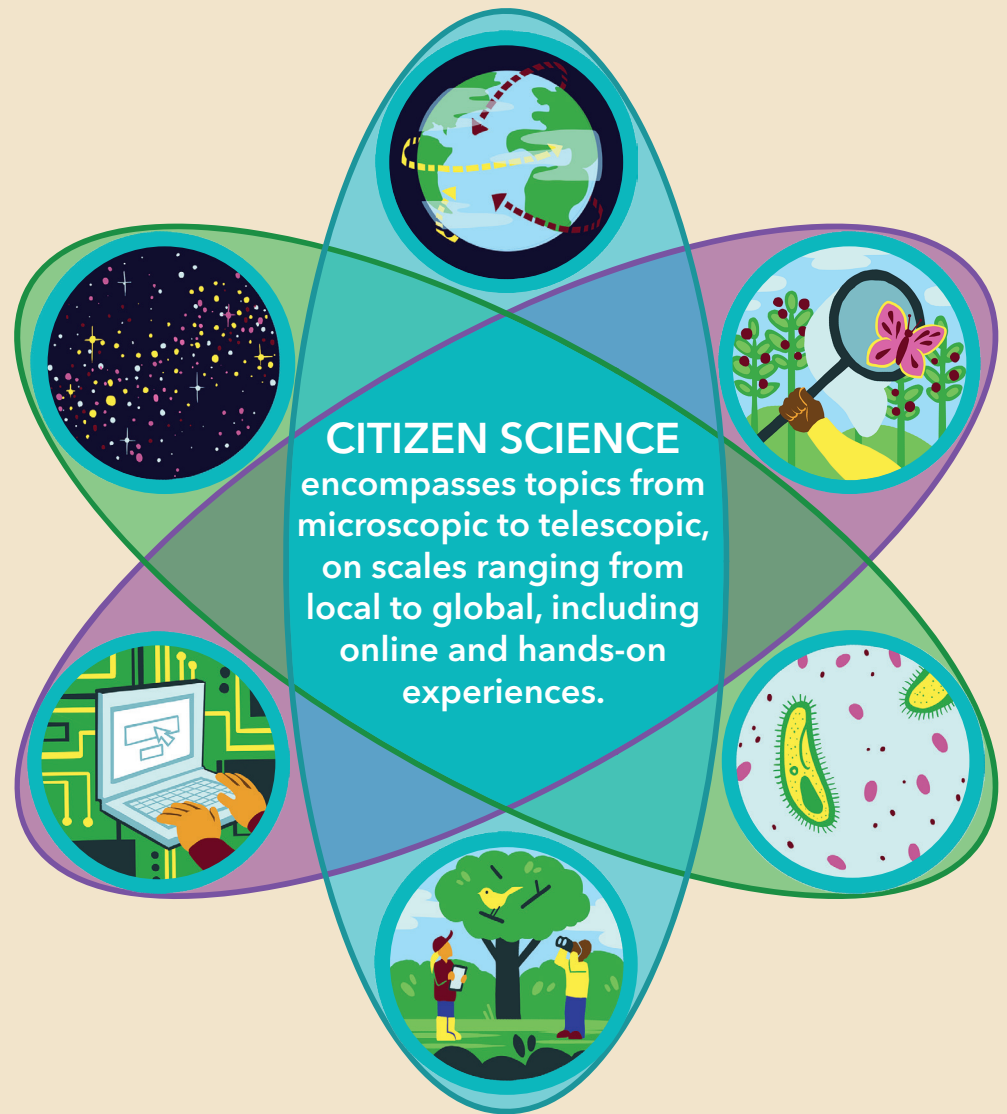 CITIZEN SCIENCE
encompasses topics from
microscopic to telescopic,
on scales ranging from
local to global, including
online and hands-on
experiences.